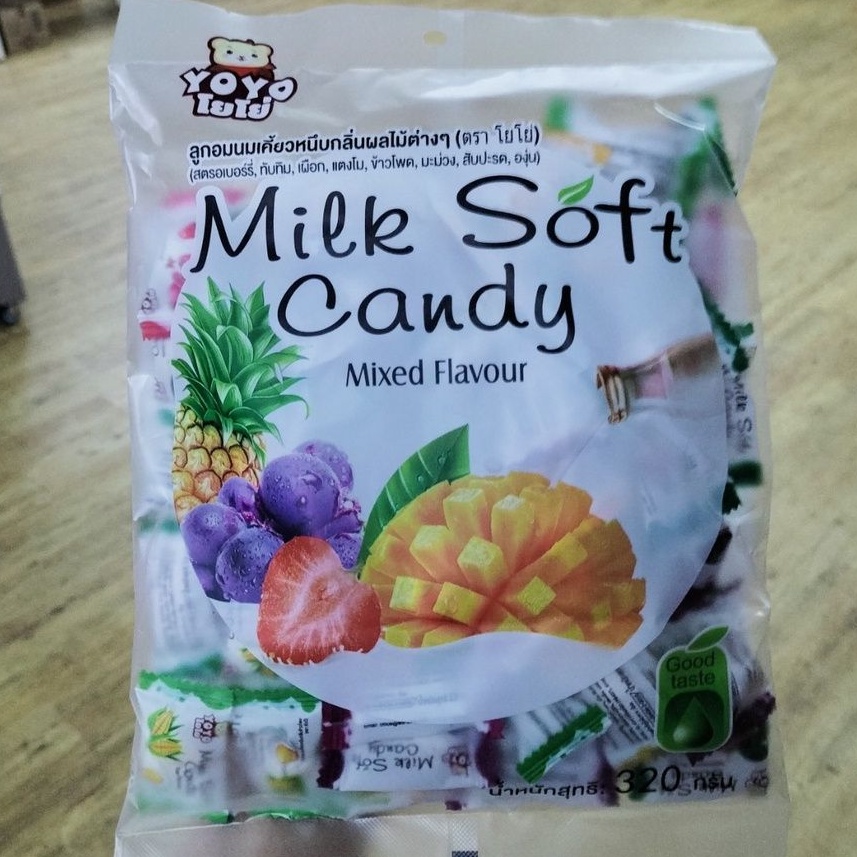 YOYO
โยโย่
ลูกอมนมเคี้ยวหนึบกลิ่นผลไม้ต่างๆ (ตรา โยโย่)
(สตรอเบอร์รี่, ทับทิม, เผือก, แตงโม, ข้าวโพด, มะม่วง, สับปะรด, องุ่น)
Milk Soft
Candy
Mixed Flavour
Good
taste
YOYO
Milk Sof
Candy
น้ำหนักสุทธิ: 320 กรัม